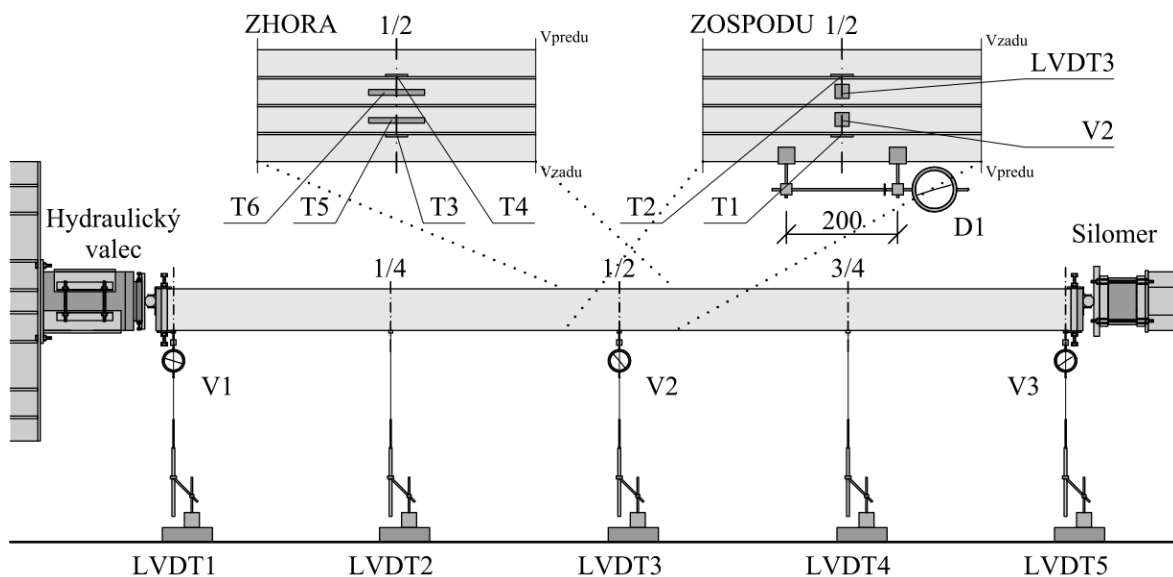 ZHORA
1/2
Vpredu
ZOSPODU
1/2
Vzadu
LVDT3
V2
Vzadu
Vpredu
T6
T5
T3
T4
T2
T1
200
D1
Hydraulický
valec
1/4
1/2
3/4
Silomer
V1
V2
V3
LVDT1
LVDT2
LVDT3
LVDT4
LVDT5